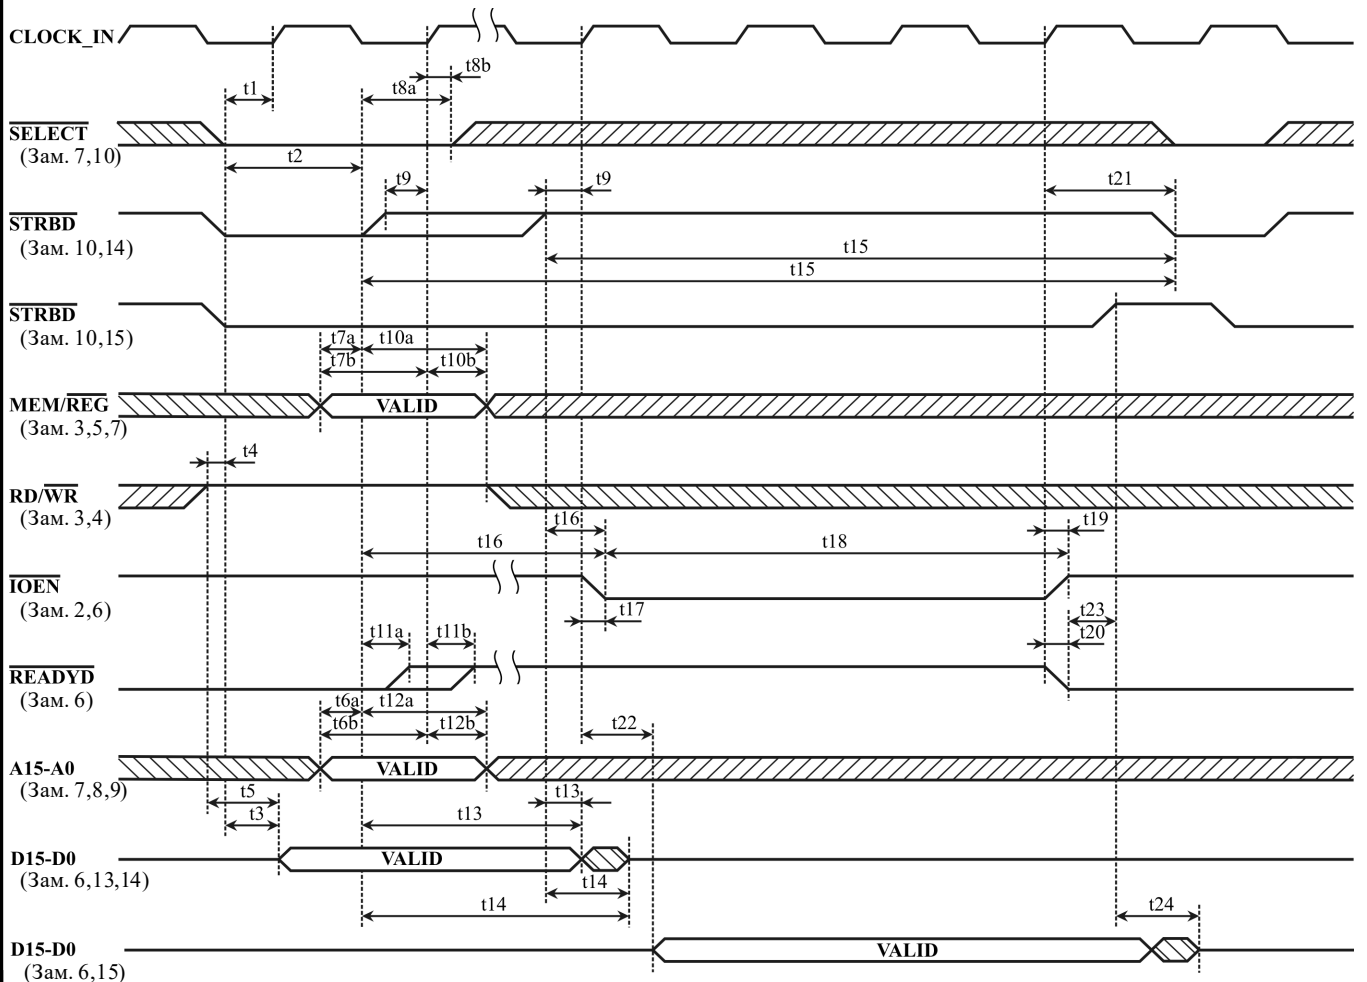 CLOCK_IN
t8b
t1
t8a
SELECT
(Зам. 7,10)
t2
t9
t9
t21
STRBD
(Зам. 10,14)
t15
t15
STRBD
(Зам. 10,15)
t7a
t10a
t7b
t10b
MEM/REG
VALID
(Зам. 3,5,7)
t4
RD/WR
(Зам. 3,4)
t16
t19
t16
t18
IOEN
(Зам. 2,6)
t17
t23
t11a
t11b
t20
READYD
(Зам. 6)
t6a
t12a
t6b
t12b
t22
A15-A0
VALID
(Зам. 7,8,9)
t5
t13
t3
t13
D15-D0
VALID
(Зам. 6,13,14)
t14
t14
t24
D15-D0
VALID
(Зам. 6,15)